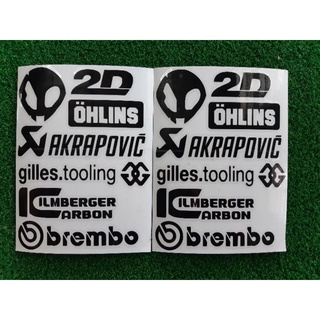 2D
ÖHLINS
AKRAPOVIČ
gilles.tooling
ILMBERGER
CARBON
brembo
2D
ÖHLINS
AKRAPOVIČ
gilles.tooling
ILMBERGER
CARBON
brembo